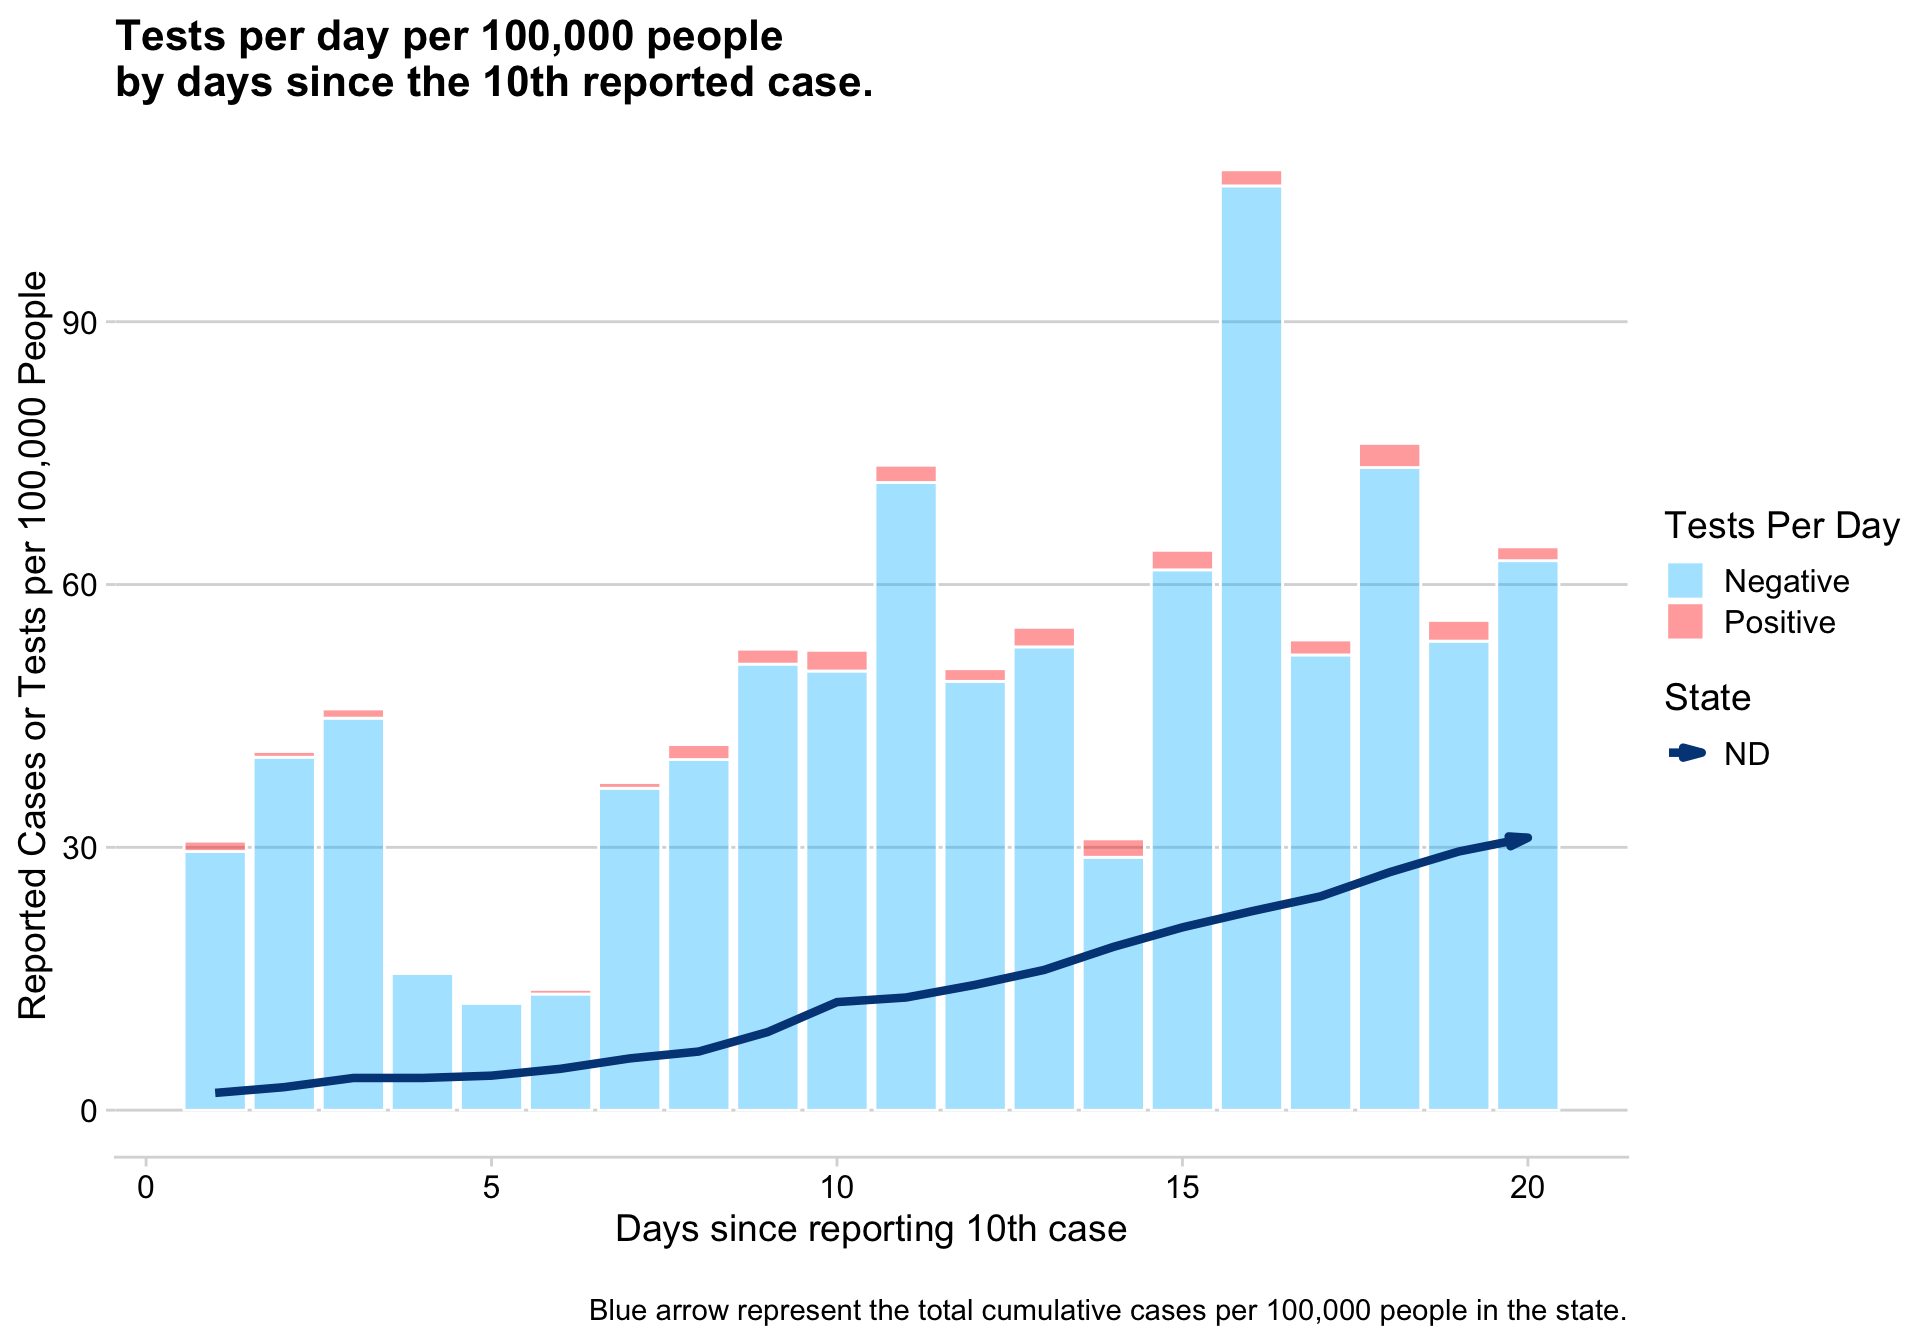 Tests per day per 100,000 people
by days since the 10th reported case.
Reported Cases or Tests per 100,000 People
90
60
30
0
0
5
10
15
20
Days since reporting 10th case
Tests Per Day
Negative
Positive
State
ND
Blue arrow represent the total cumulative cases per 100,000 people in the state.